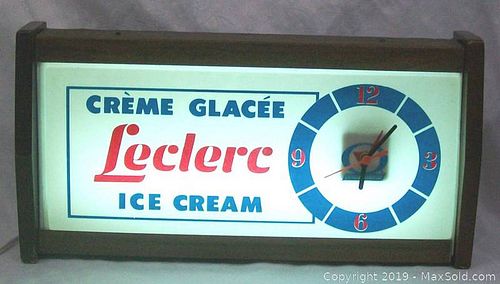 CRÈME GLACÉE
Leclerc
ICE CREAM
12
3
6
9
Copyright 2019 - MaxSold.com